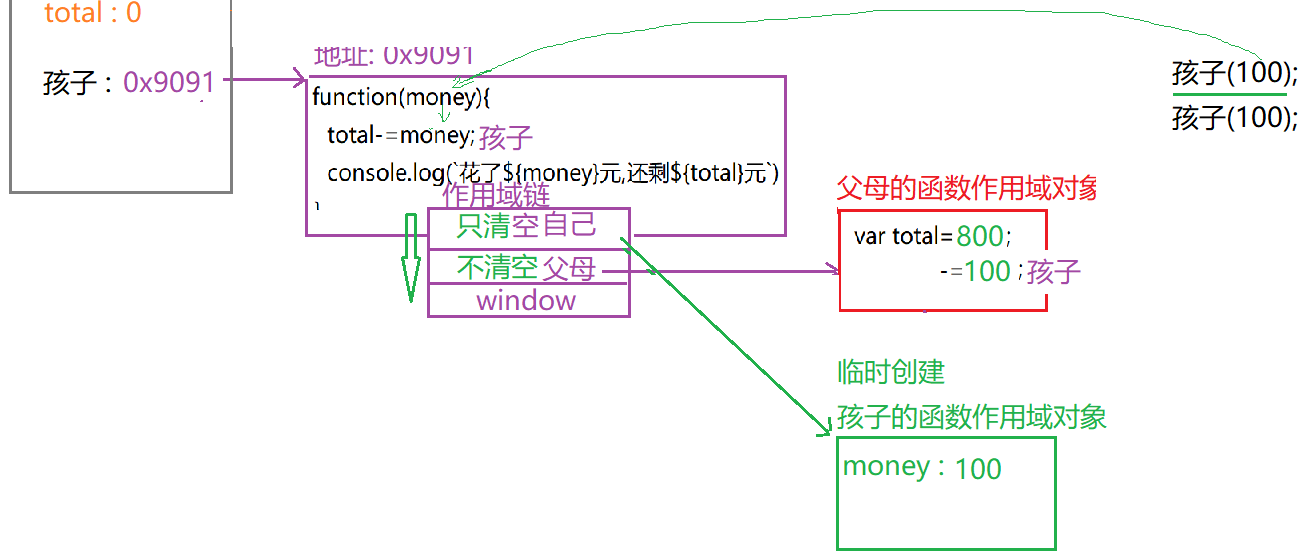 total : 0
地址: 0x9091
孩子 : 0x9091
function(money){
total-=money;孩子
console.log(`花了${money}元,还剩${total}元`)
作用域链
只清空自己
不清空 父母
window
孩子(100);
孩子(100);
父母的函数作用域对象
var total=800;
-=100 ;孩子
临时创建
孩子的函数作用域对象
money : 100